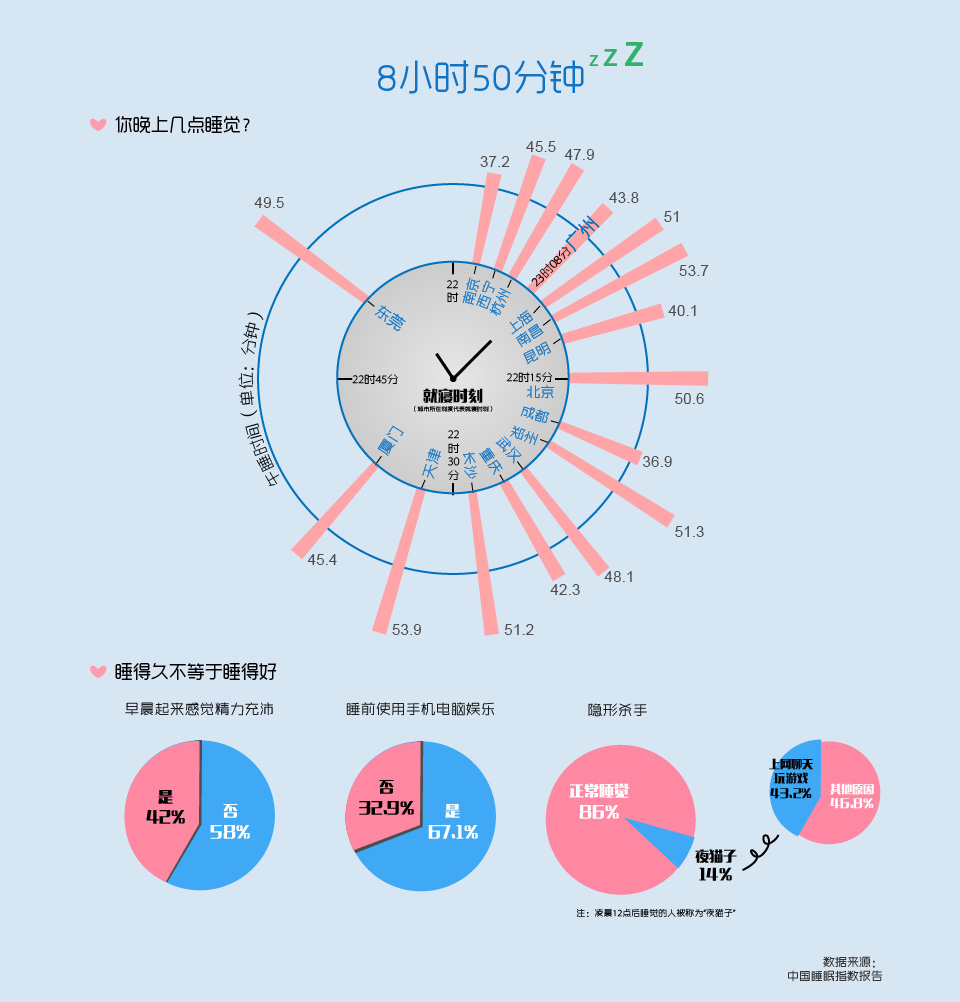 8小时50分钟
z z Z
你晚上几点睡觉?
37.2
45.5
47.9
43.8
51
53.7
40.1
50.6
36.9
51.3
48.1
42.3
51.2
53.9
45.4
49.5
午睡时间(单位:分钟)
22
时
南京
西宁
杭州
23时08分广州
上海
南昌
昆明
22时15分
北京
成都
郑州
武汉
重庆
长沙
22
时
30
分
天津
厦门
22时45分
东莞
就寝时刻
(城市所在刻度代表就寝时刻)
睡得久不等于睡得好
早晨起来感觉精力充沛
是
42%
否
58%
睡前使用手机电脑娱乐
否
32.9%
是
67.1%
隐形杀手
正常睡觉
86%
夜猫子
14%
上网聊天
玩游戏
43.2%
其他原因
46.8%
注:凌晨12点后睡觉的人被称为“夜猫子”
数据来源:
中国睡眠指数报告